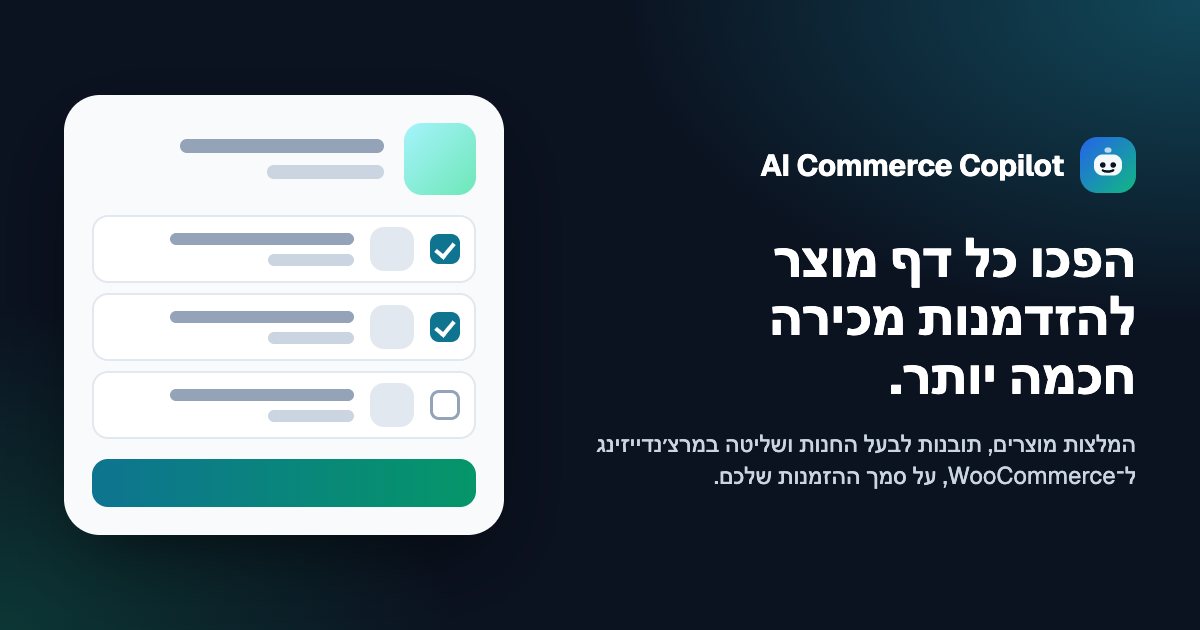 AI Commerce Copilot
הפכו כל דף מוצר
להזדמנות מכירה
חכמה יותר.
המלצות מוצרים, תובנות לבעל החנות ושליטה במרצ׳נדייזינג
ל־WooCommerce, על סמך ההזמנות שלכם.